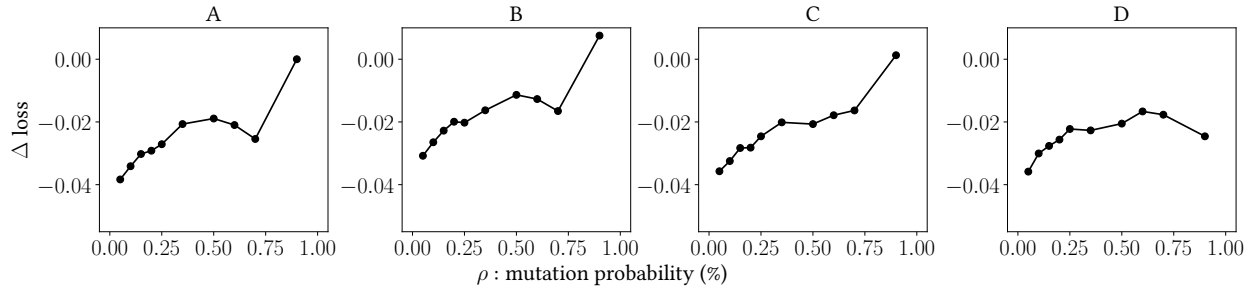 A B C D
0.00 0.00 0.00 0.00
−0.02 −0.02 −0.02 −0.02
−0.04 −0.04 −0.04 −0.04
Δ loss
0.00 0.25 0.50 0.75 1.00 0.00 0.25 0.50 0.75 1.00 0.00 0.25 0.50 0.75 1.00 0.00 0.25 0.50 0.75 1.00
ρ : mutation probability (%)